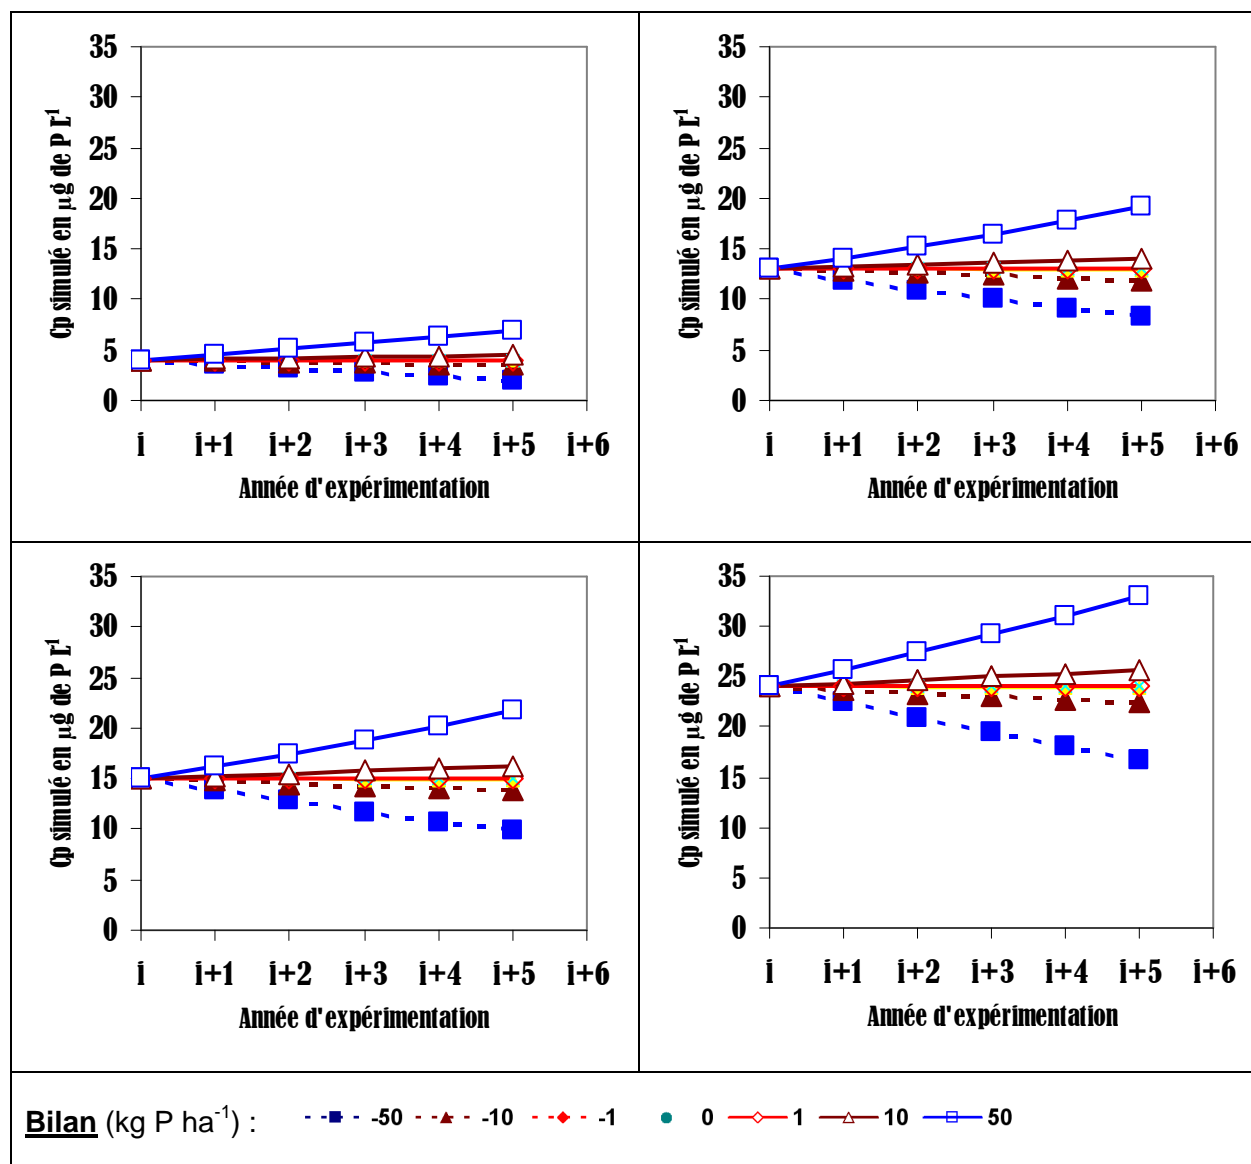 35
30
25
20
15
10
5
0
Cp simulé en µg de P L-1
i i+1 i+2 i+3 i+4 i+5 i+6
Année d'expérimentation
35
30
25
20
15
10
5
0
Cp simulé en µg de P L-1
i i+1 i+2 i+3 i+4 i+5 i+6
Année d'expérimentation
35
30
25
20
15
10
5
0
Cp simulé en µg de P L-1
i i+1 i+2 i+3 i+4 i+5 i+6
Année d'expérimentation
35
30
25
20
15
10
5
0
Cp simulé en µg de P L-1
i i+1 i+2 i+3 i+4 i+5 i+6
Année d'expérimentation
Bilan (kg P ha-1) : -50 -10 -1 0 1 10 50